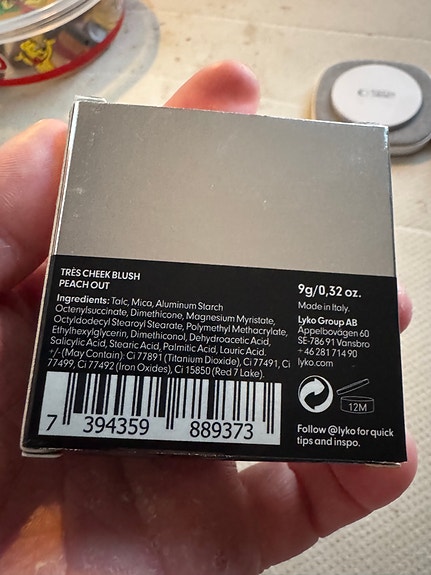 TRÈS CHEEK BLUSH
PEACH OUT
Ingredients: Talc, Mica, Aluminum Starch
Octenylsuccinate, Dimethicone, Magnesium Myristate,
Octyldodecyl Stearoyl Stearate, Polymethyl Methacrylate,
Ethylhexylglycerin, Dimethiconol, Dehydroacetic Acid,
Salicylic Acid, Stearic Acid, Palmitic Acid, Lauric Acid.
+/-(May Contain): Ci 77891 (Titanium Dioxide), Ci 77491, Ci
77499, Ci 77492 (Iron Oxides), Ci 15850 (Red 7 Lake).
7 394359 889373
9g/0,32 oz.
Made in Italy.
Lyko Group AB
Appelbovägen 60
SE-786 91 Vansbro
+46 281 714 90
lyko.com
12M
Follow @lyko for quick
tips and inspo.